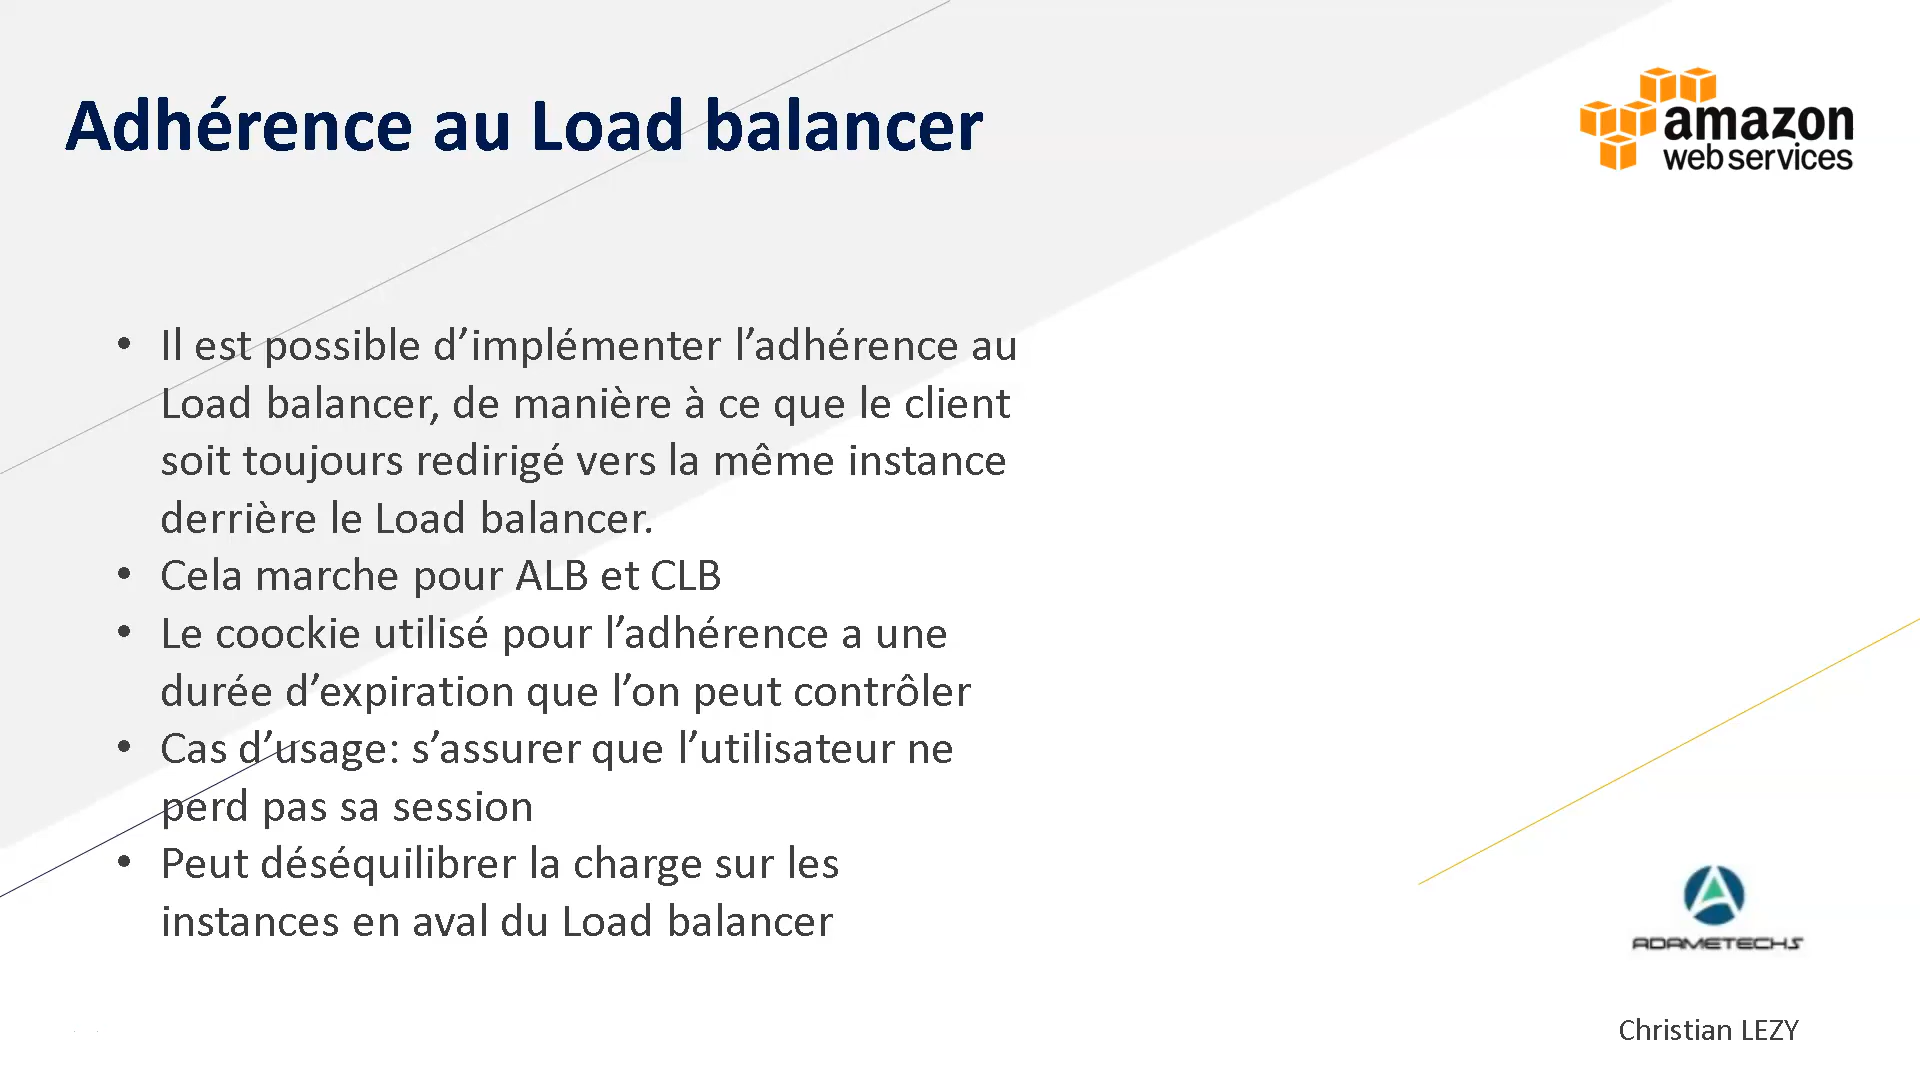 Adhérence au Load balancer
amazon
web services
• Il est possible d’implémenter l’adhérence au
Load balancer, de manière à ce que le client
soit toujours redirigé vers la même instance
derrière le Load balancer.
• Cela marche pour ALB et CLB
• Le coockie utilisé pour l’adhérence a une
durée d’expiration que l’on peut contrôler
• Cas d’usage: s’assurer que l’utilisateur ne
perd pas sa session
• Peut déséquilibrer la charge sur les
instances en aval du Load balancer
ADAMETECHS
Christian LEZY